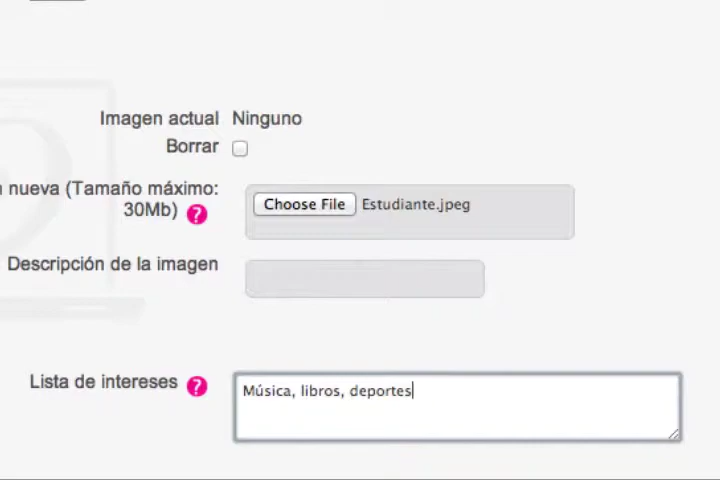 Imagen actual Ninguno
Borrar
nueva (Tamaño máximo:
30Mb) ?
Choose File Estudiante.jpeg
Descripción de la imagen
Lista de intereses ?
Música, libros, deportes